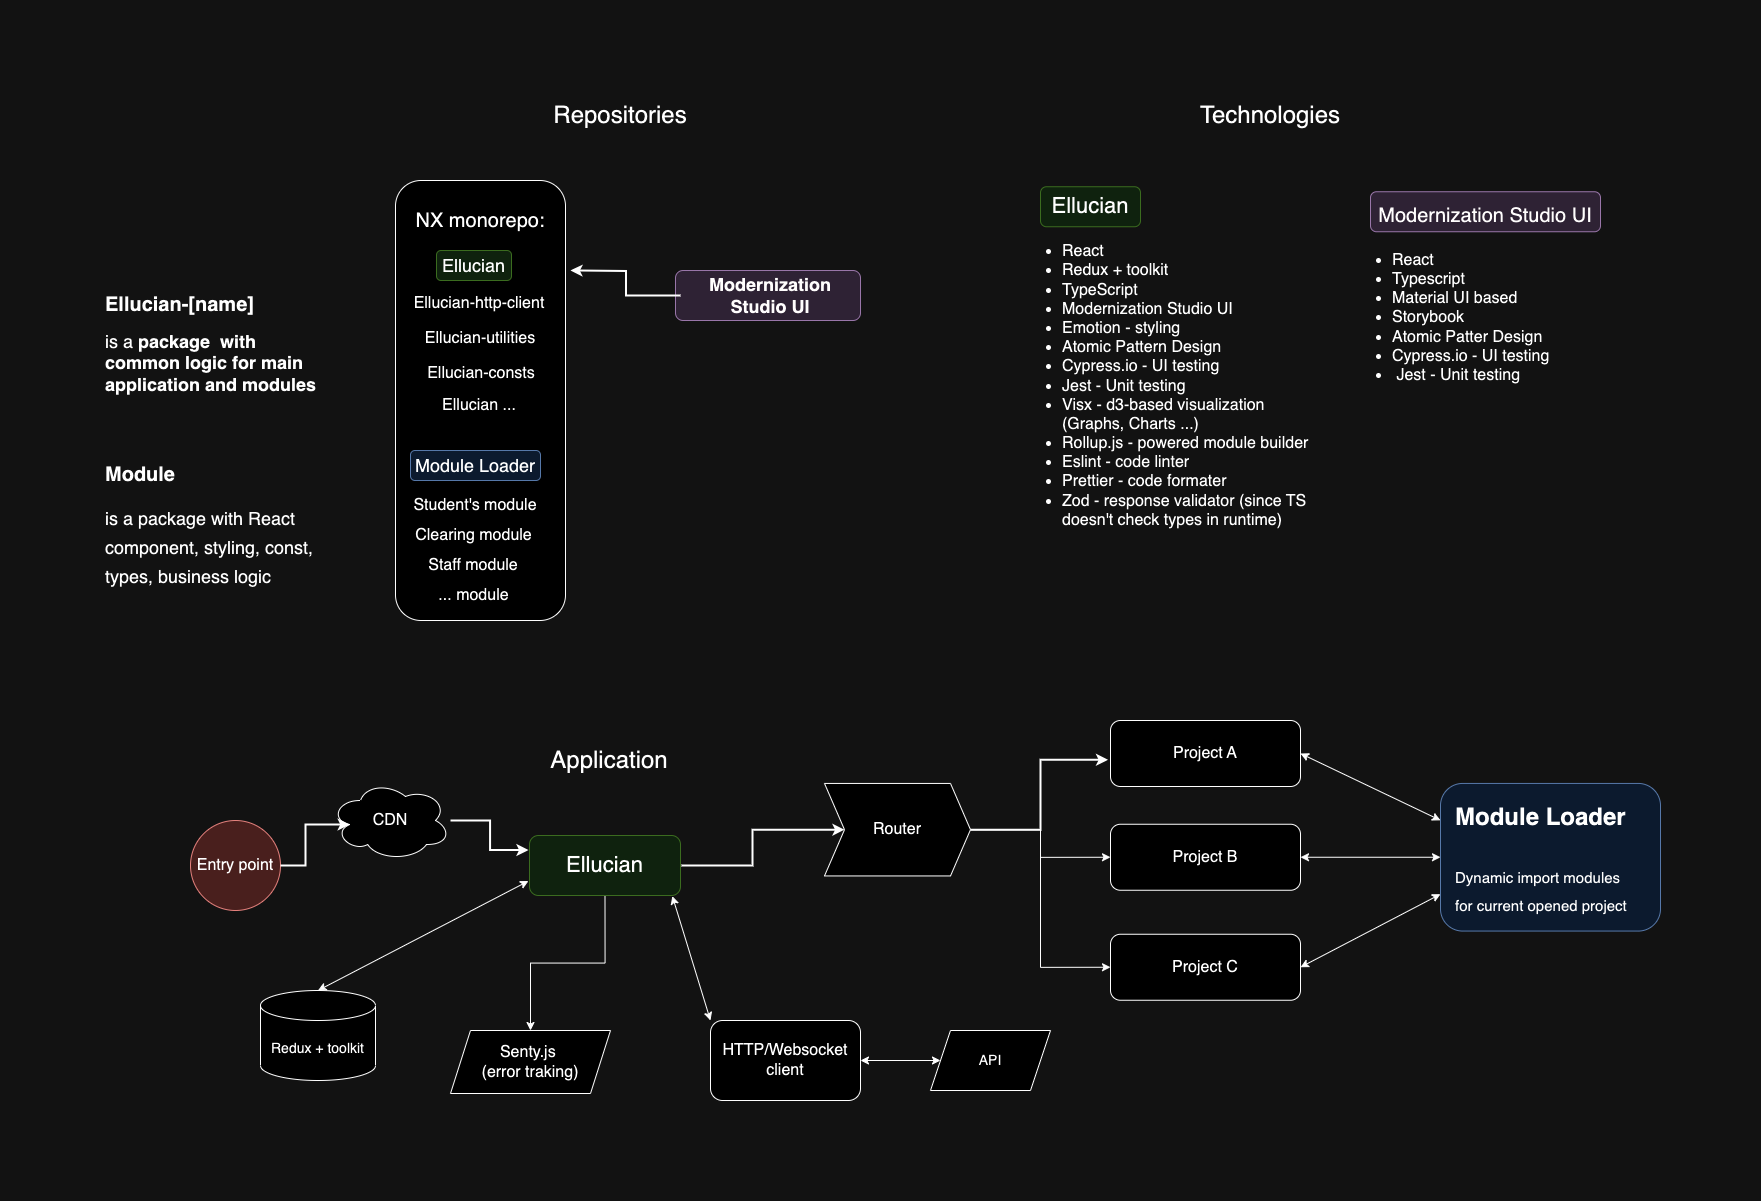 Repositories
Technologies
NX monorepo:
Ellucian
Ellucian-http-client
Ellucian-utilities
Ellucian-consts
Ellucian ...
Module Loader
Student's module
Clearing module
Staff module
... module
Modernization
Studio UI
Ellucian-[name]
is a package with
common logic for main
application and modules
Module
is a package with React
component, styling, const,
types, business logic
Ellucian
React
Redux + toolkit
TypeScript
Modernization Studio UI
Emotion - styling
Atomic Pattern Design
Cypress.io - UI testing
Jest - Unit testing
Visx - d3-based visualization
(Graphs, Charts ...)
Rollup.js - powered module builder
Eslint - code linter
Prettier - code formater
Zod - response validator (since TS
doesn't check types in runtime)
Modernization Studio UI
React
Typescript
Material UI based
Storybook
Atomic Patter Design
Cypress.io - UI testing
Jest - Unit testing
Application
Entry point
CDN
Ellucian
Router
Project A
Project B
Project C
Module Loader
Dynamic import modules
for current opened project
Redux + toolkit
Senty.js
(error traking)
HTTP/Websocket
client
API